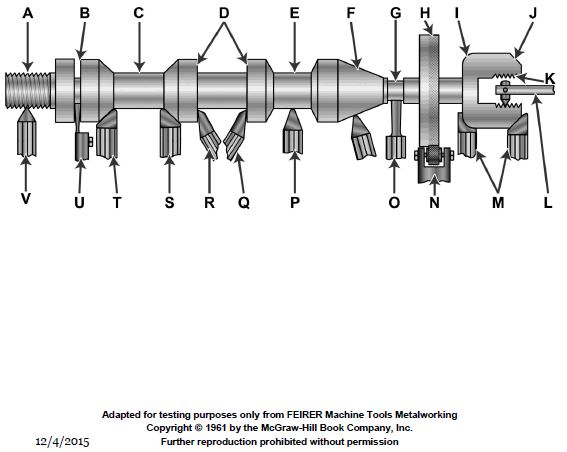 A B C D E F G H I J
K
V U T S R Q P O N M L
Adapted for testing purposes only from FEIRER Machine Tools Metalworking
Copyright © 1961 by the McGraw-Hill Book Company, Inc.
12/4/2015 Further reproduction prohibited without permission